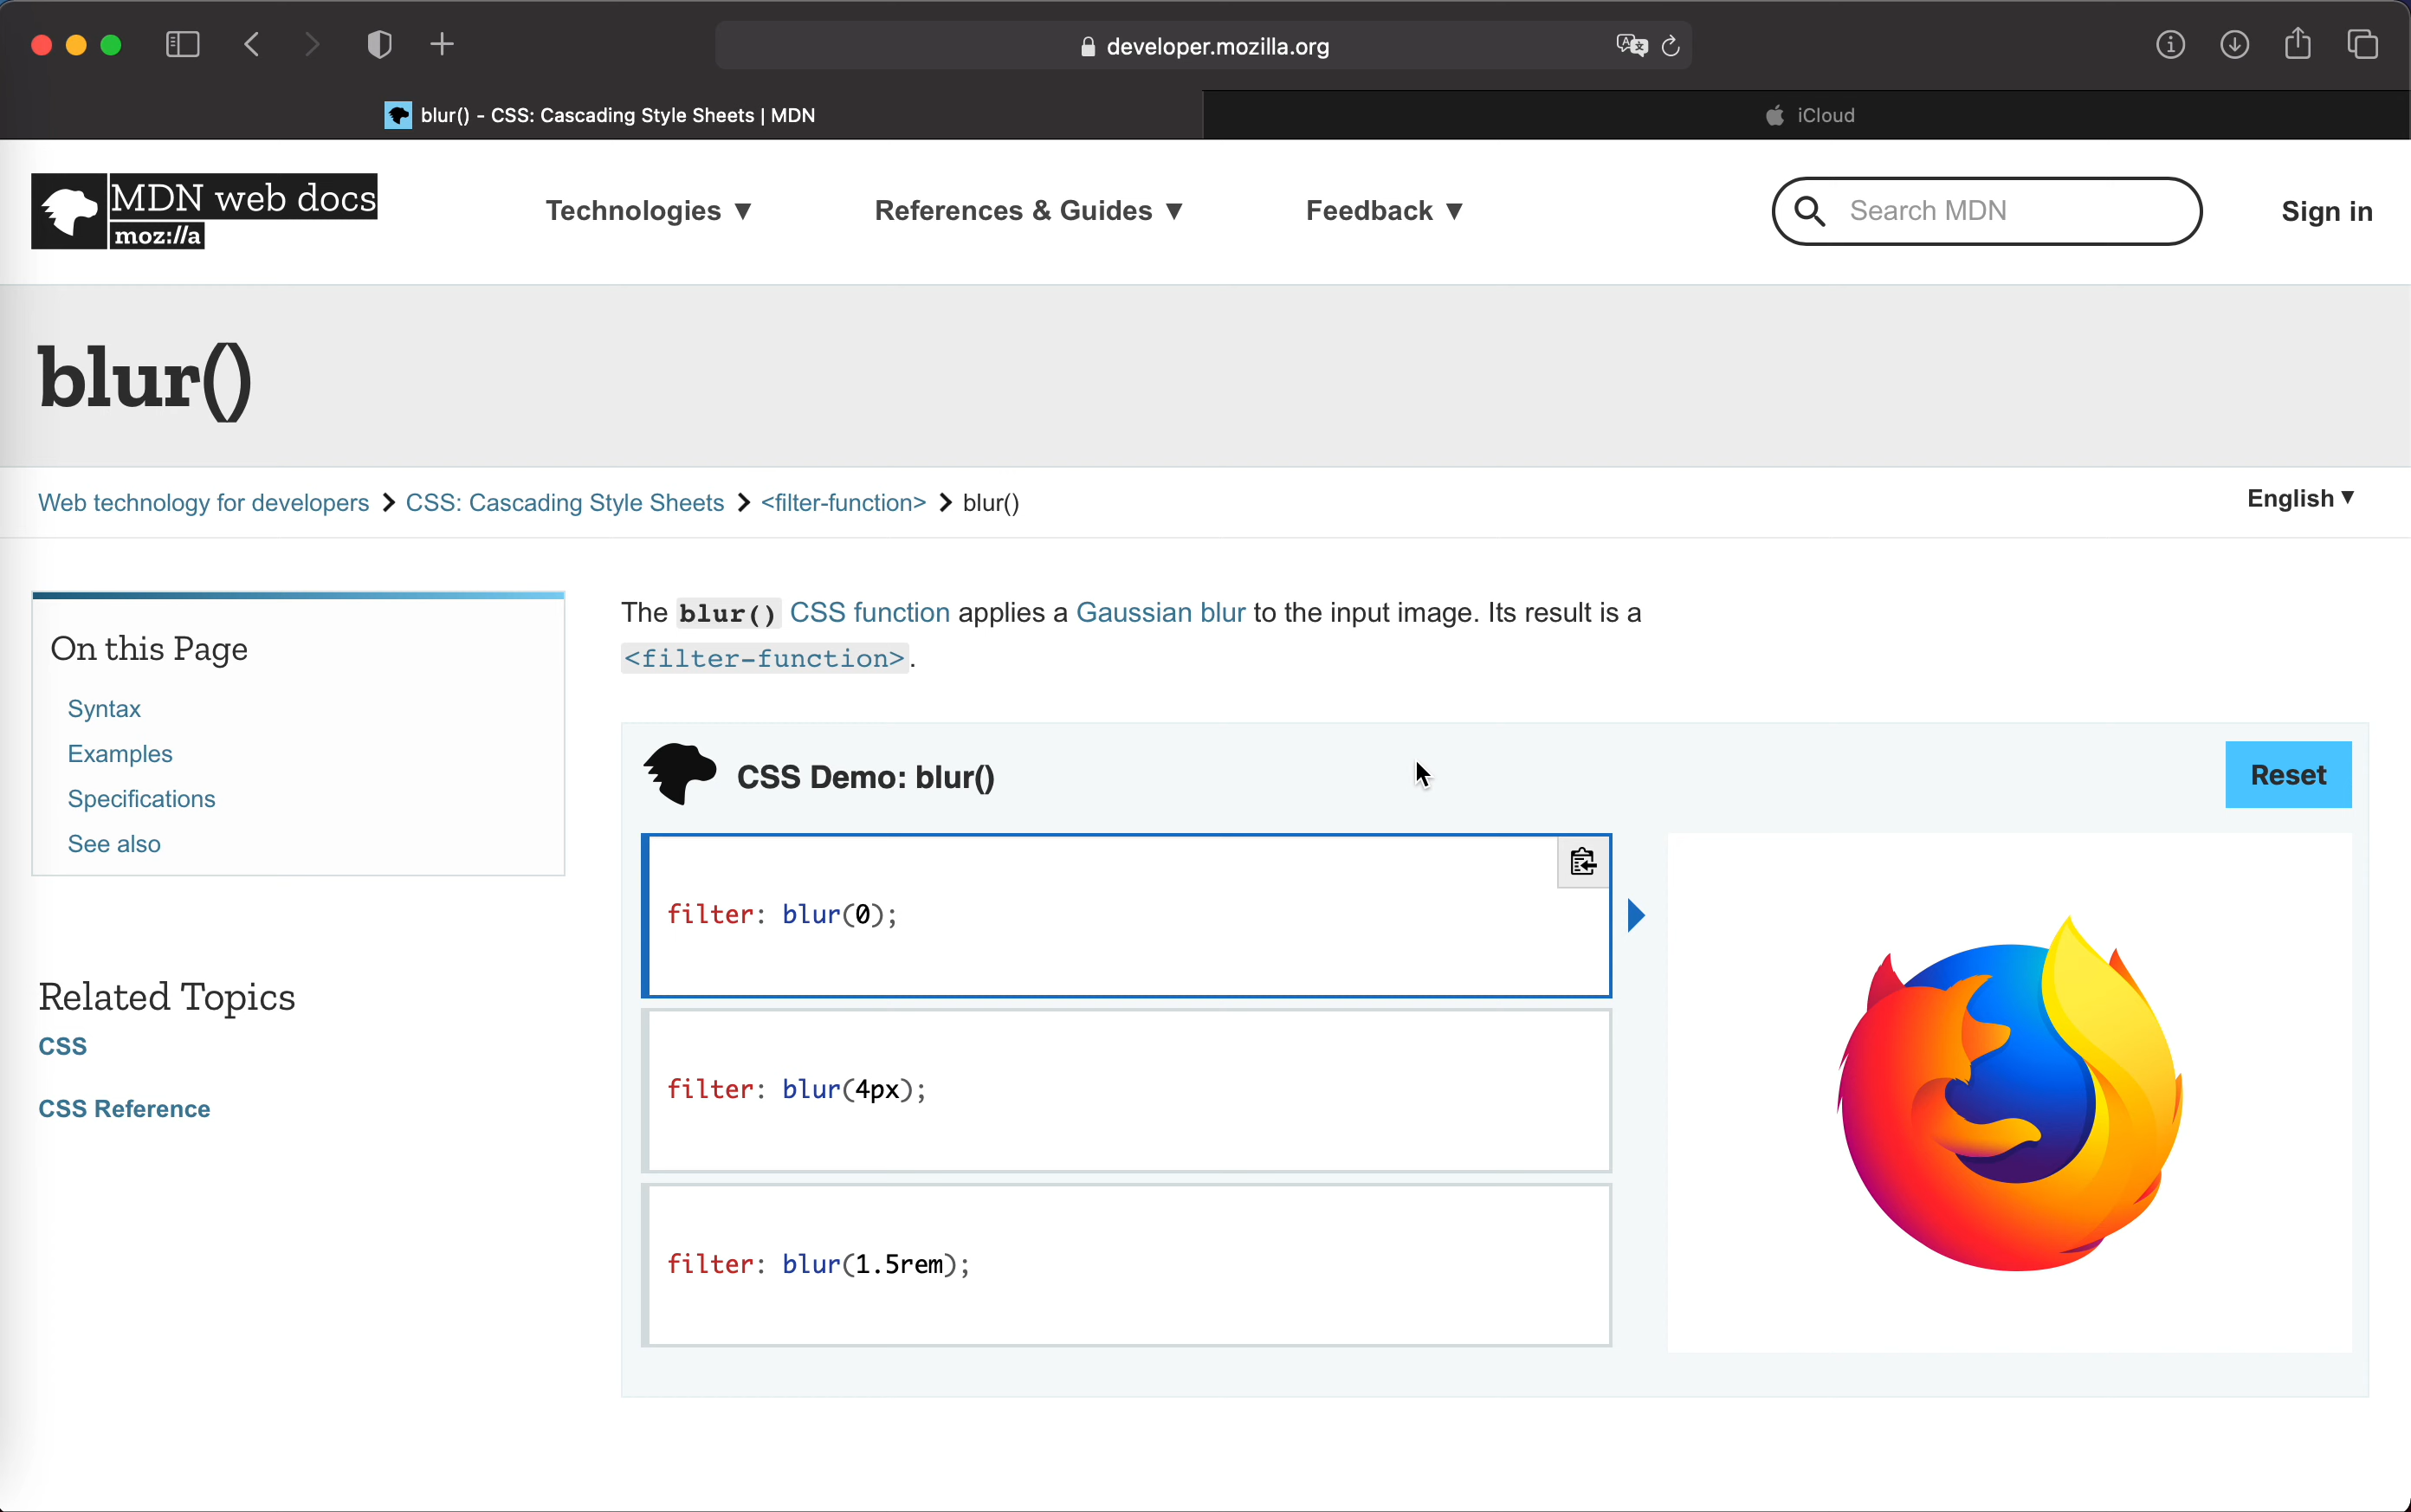 developer.mozilla.org
blur() - CSS: Cascading Style Sheets | MDN
iCloud
MDN web docs
moz://a
Technologies ▼
References & Guides ▼
Feedback ▼
Search MDN
Sign in
blur()
Web technology for developers > CSS: Cascading Style Sheets > <filter-function> > blur()
English ▼
On this Page
Syntax
Examples
Specifications
See also
Related Topics
CSS
CSS Reference
The blur() CSS function applies a Gaussian blur to the input image. Its result is a
<filter-function>.
CSS Demo: blur()
Reset
filter: blur(0);
filter: blur(4px);
filter: blur(1.5rem);